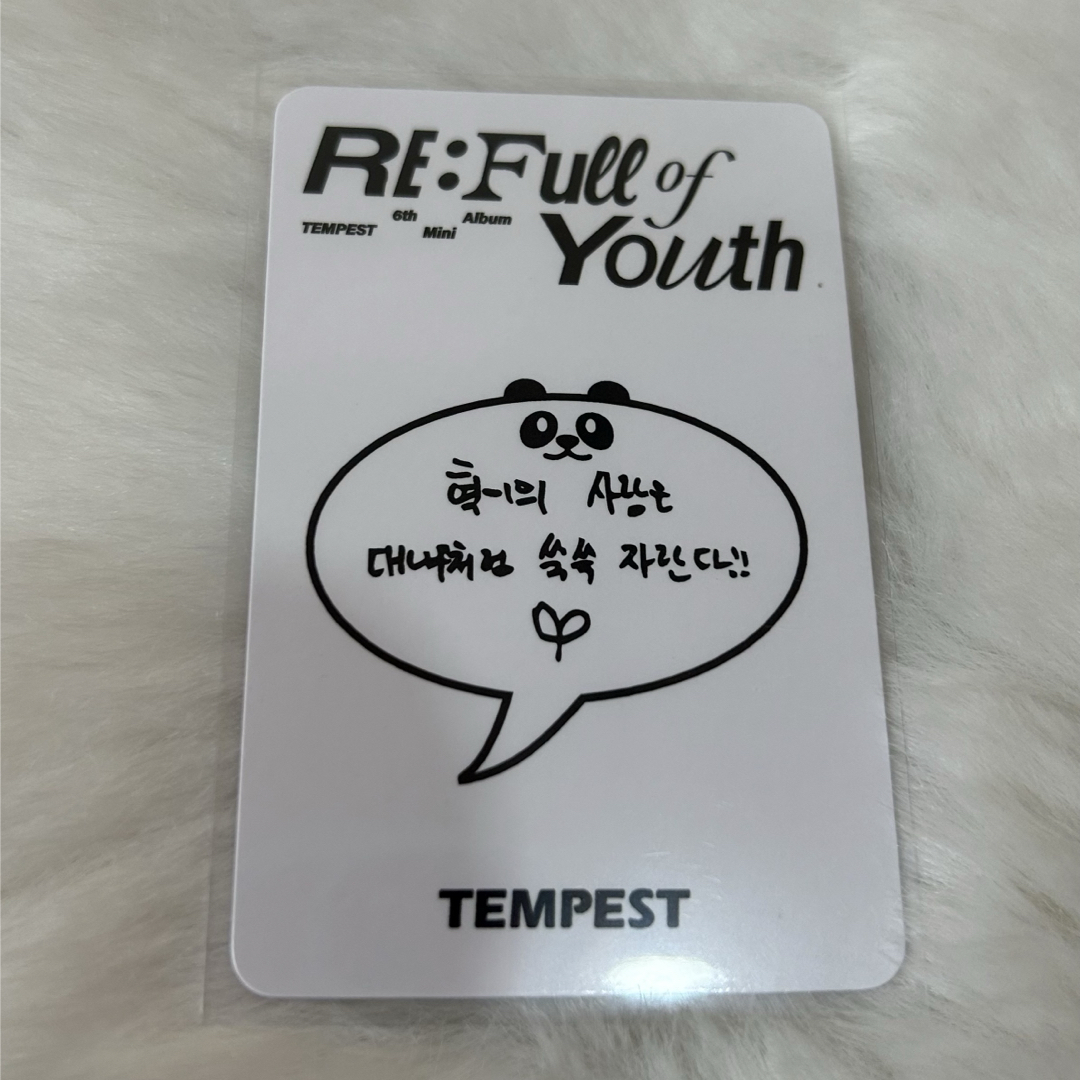 RE:Full of
TEMPEST 6th Mini Album
Youth
혁이의 사랑은
대나무처럼 쑥쑥 자란다!!
TEMPEST